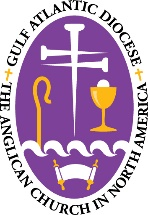 GULF ATLANTIC DIOCESE
THE ANGLICAN CHURCH IN NORTH AMERICA